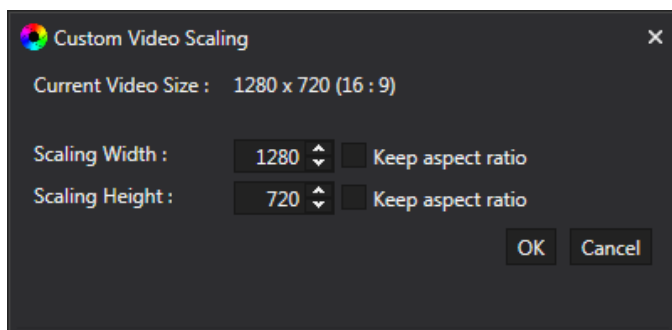 Custom Video Scaling
Current Video Size : 1280 x 720 (16 : 9)
Scaling Width : 1280 Keep aspect ratio
Scaling Height : 720 Keep aspect ratio
OK Cancel